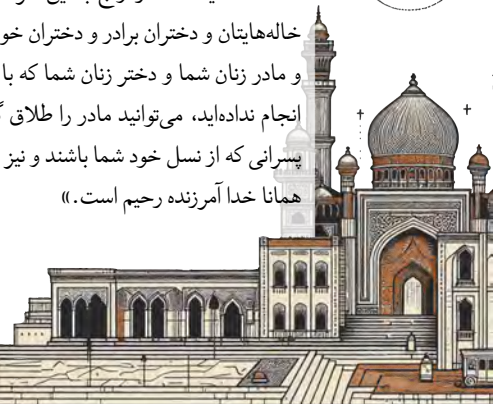 خاله‌هایتان و دختران برادر و دختران
و مادر زنان شما و دختر زنان شما که با
انجام نداده‌اید، می‌توانید مادر را طلاق
پسرانی که از نسل خود شما باشند و نیز
همانا خدا آمرزنده رحیم است.»